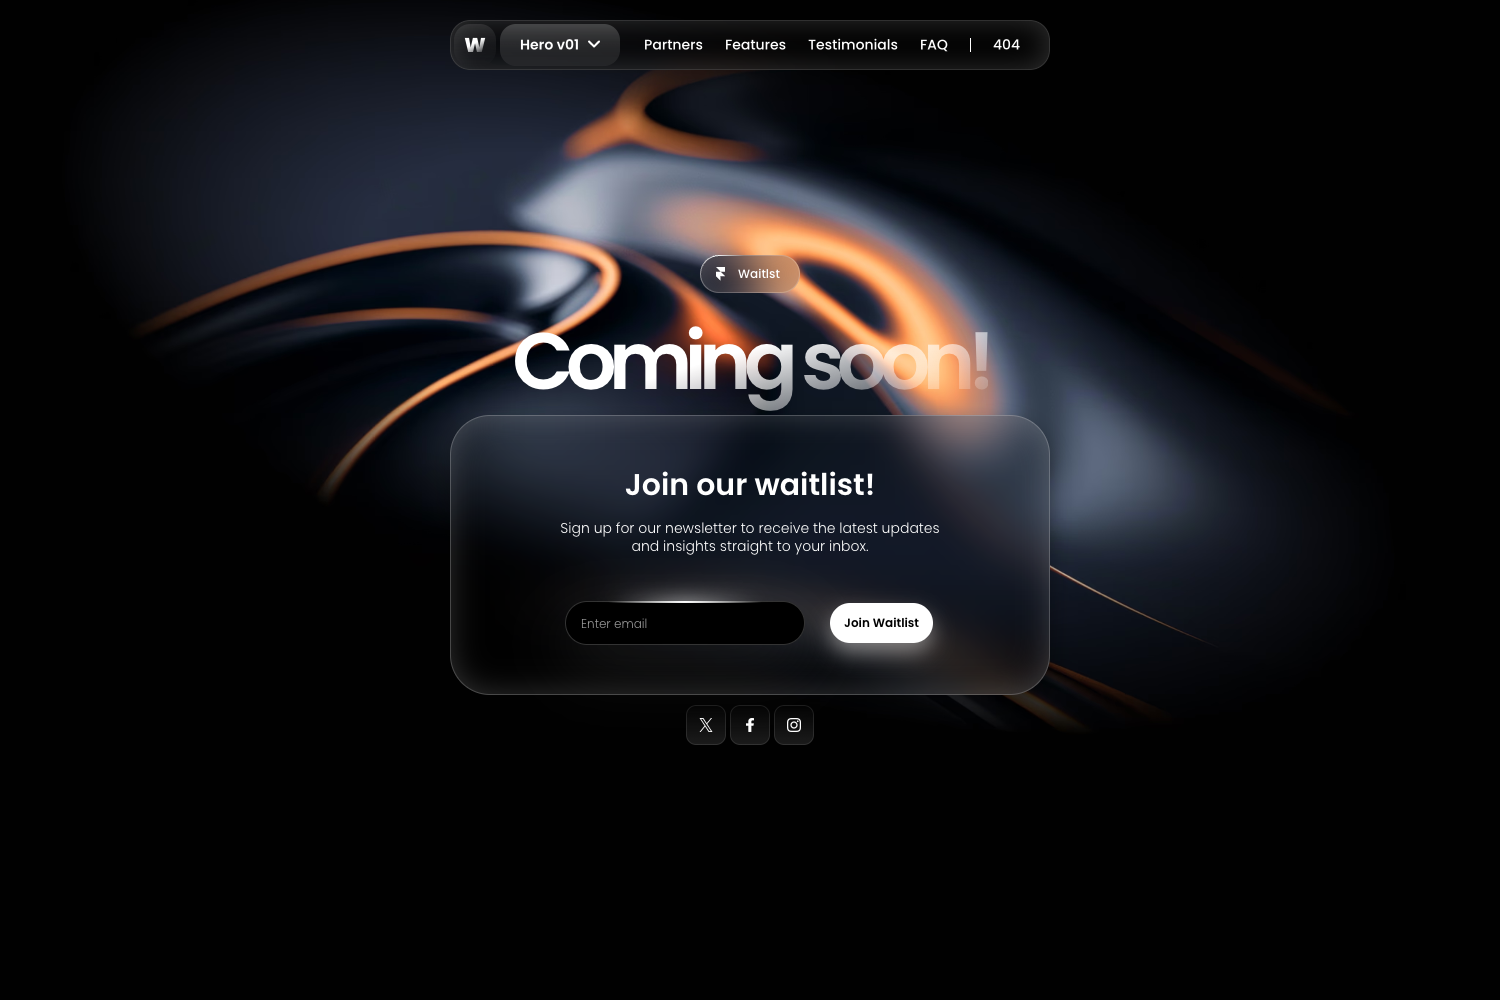 W
Hero v01
Partners
Features
Testimonials
FAQ
404
Waitlst
Coming soon!
Join our waitlist!
Sign up for our newsletter to receive the latest updates
and insights straight to your inbox.
Enter email
Join Waitlist